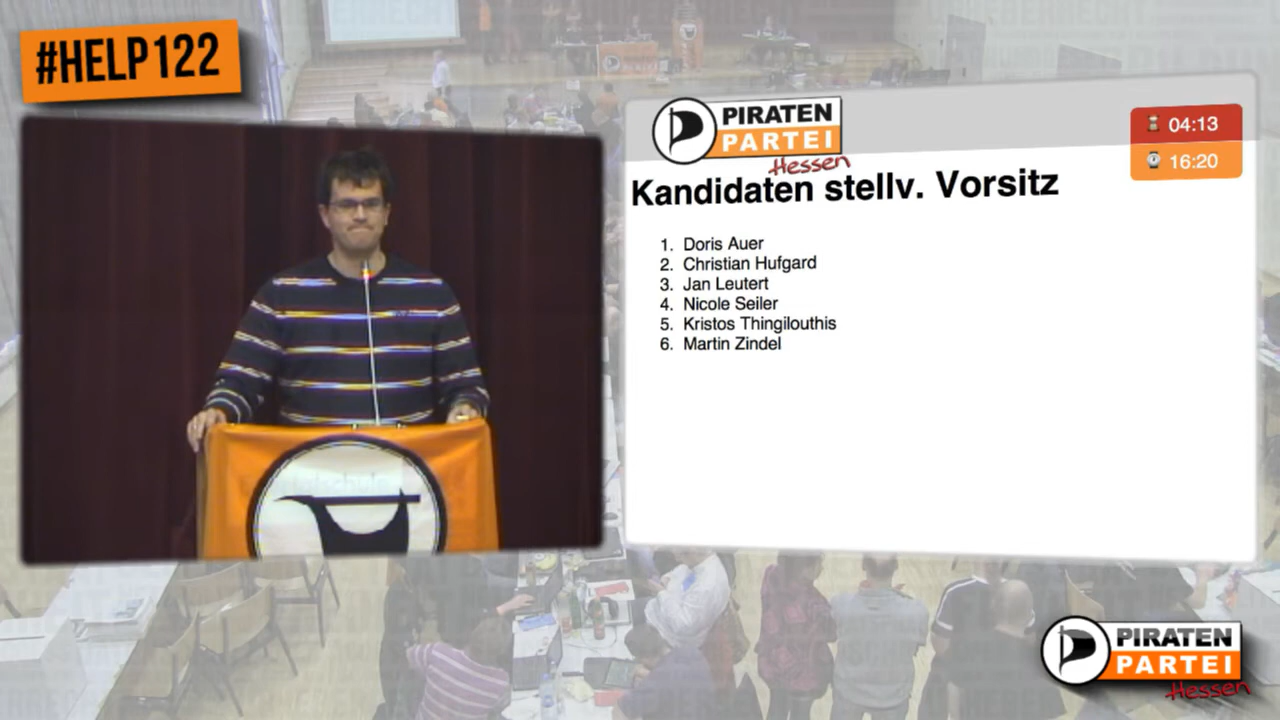 #HELP122
PIRATEN
PARTEI
Hessen
04:13
16:20
Kandidaten stellv. Vorsitz
1. Doris Auer
2. Christian Hufgard
3. Jan Leutert
4. Nicole Seiler
5. Kristos Thingilouthis
6. Martin Zindel
PIRATEN
PARTEI
Hessen